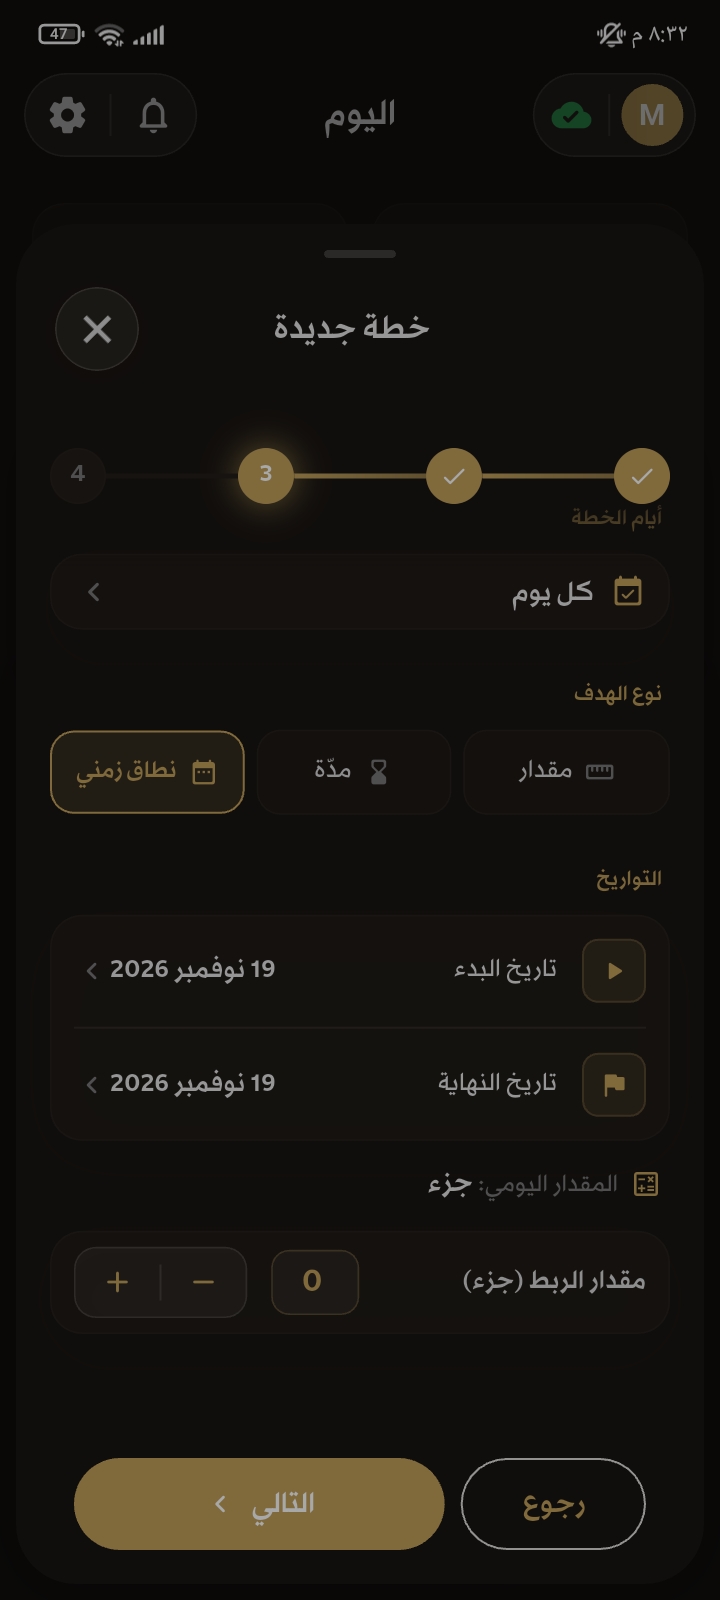 ٨:٣٢ م
47
M
اليوم
خطة جديدة
3
4
أيام الخطة
كل يوم
نوع الهدف
مقدار
مدّة
نطاق زمني
التواريخ
تاريخ البدء
19 نوفمبر 2026
تاريخ النهاية
19 نوفمبر 2026
المقدار اليومي: جزء
مقدار الربط (جزء)
0
رجوع
التالي